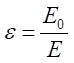 ε = E₀ / E